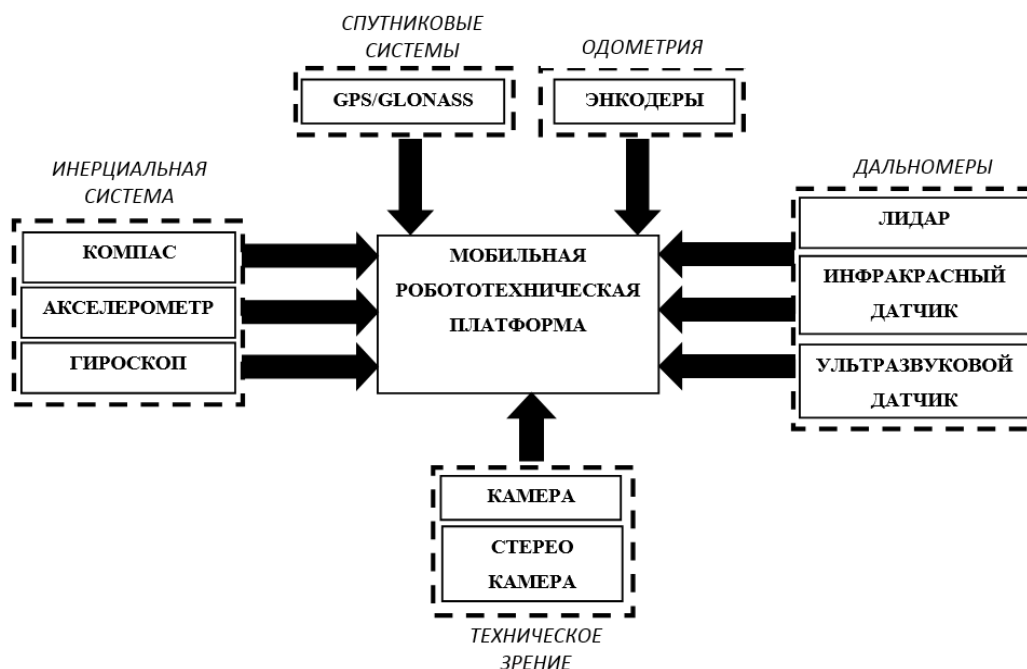 СПУТНИКОВЫЕ
СИСТЕМЫ
GPS/GLONASS
ОДОМЕТРИЯ
ЭНКОДЕРЫ
ИНЕРЦИАЛЬНАЯ
СИСТЕМА
КОМПАС
АКСЕЛЕРОМЕТР
ГИРОСКОП
МОБИЛЬНАЯ
РОБОТОТЕХНИЧЕСКАЯ
ПЛАТФОРМА
ДАЛЬНОМЕРЫ
ЛИДАР
ИНФРАКРАСНЫЙ
ДАТЧИК
УЛЬТРАЗВУКОВОЙ
ДАТЧИК
КАМЕРА
СТЕРЕО
КАМЕРА
ТЕХНИЧЕСКОЕ
ЗРЕНИЕ